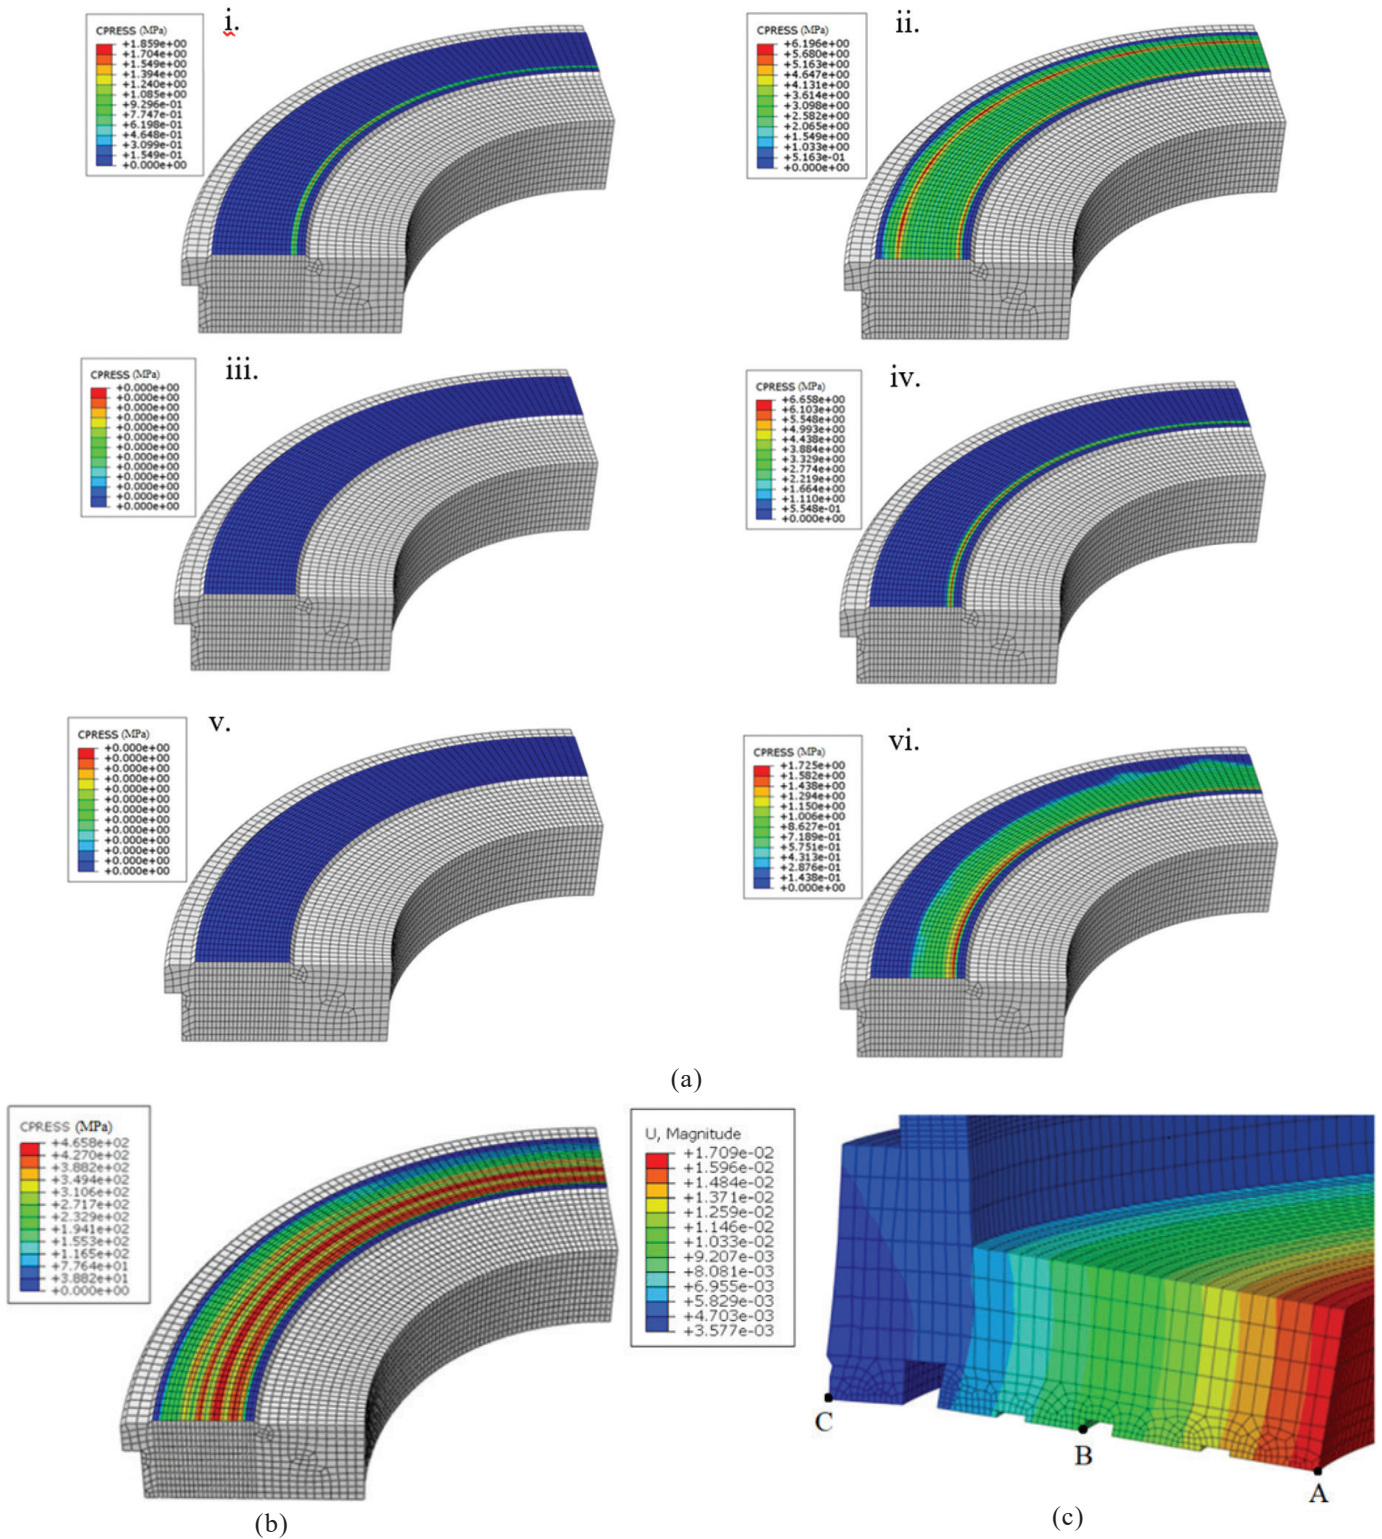 i.
CPRESS (MPa)
+1.859e+00
+1.704e+00
+1.549e+00
+1.394e+00
+1.240e+00
+1.085e+00
+9.296e-01
+7.747e-01
+6.198e-01
+4.648e-01
+3.099e-01
+1.549e-01
+0.000e+00
ii.
CPRESS (MPa)
+6.196e+00
+5.680e+00
+5.163e+00
+4.647e+00
+4.131e+00
+3.614e+00
+3.098e+00
+2.582e+00
+2.065e+00
+1.549e+00
+1.033e+00
+5.163e-01
+0.000e+00
iii.
CPRESS (MPa)
+0.000e+00
+0.000e+00
+0.000e+00
+0.000e+00
+0.000e+00
+0.000e+00
+0.000e+00
+0.000e+00
+0.000e+00
+0.000e+00
+0.000e+00
+0.000e+00
+0.000e+00
iv.
CPRESS (MPa)
+6.658e+00
+6.103e+00
+5.548e+00
+4.993e+00
+4.438e+00
+3.884e+00
+3.329e+00
+2.774e+00
+2.219e+00
+1.664e+00
+1.110e+00
+5.548e-01
+0.000e+00
v.
CPRESS (MPa)
+0.000e+00
+0.000e+00
+0.000e+00
+0.000e+00
+0.000e+00
+0.000e+00
+0.000e+00
+0.000e+00
+0.000e+00
+0.000e+00
+0.000e+00
+0.000e+00
+0.000e+00
vi.
CPRESS (MPa)
+1.725e+00
+1.582e+00
+1.438e+00
+1.294e+00
+1.150e+00
+1.006e+00
+8.627e-01
+7.189e-01
+5.751e-01
+4.313e-01
+2.876e-01
+1.438e-01
+0.000e+00
(a)
CPRESS (MPa)
+4.658e+02
+4.270e+02
+3.882e+02
+3.494e+02
+3.106e+02
+2.717e+02
+2.329e+02
+1.941e+02
+1.553e+02
+1.165e+02
+7.764e+01
+3.882e+01
+0.000e+00
(b)
U, Magnitude
+1.709e-02
+1.596e-02
+1.484e-02
+1.371e-02
+1.259e-02
+1.146e-02
+1.033e-02
+9.207e-03
+8.081e-03
+6.955e-03
+5.829e-03
+4.703e-03
+3.577e-03
C
B
A
(c)